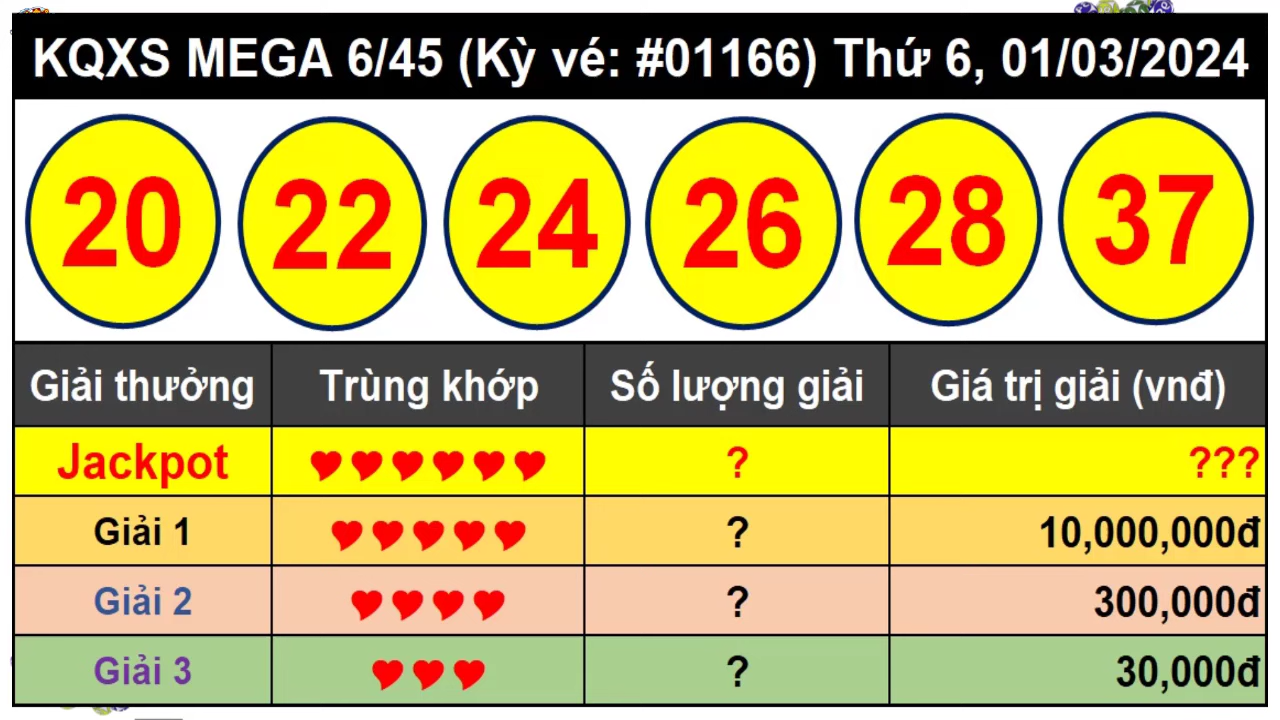 KQXS MEGA 6/45 (Kỳ vé: #01166) Thứ 6, 01/03/2024
20 22 24 26 28 37
Giải thưởng Trùng khớp Số lượng giải Giá trị giải (vnđ)
Jackpot ? ???
Giải 1 ? 10,000,000đ
Giải 2 ? 300,000đ
Giải 3 ? 30,000đ